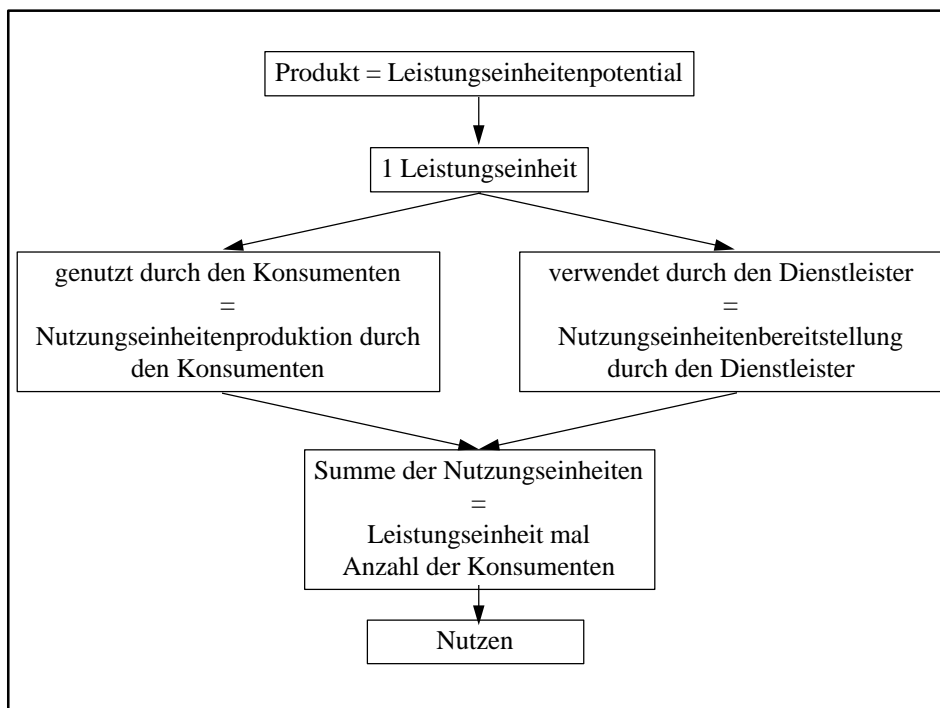 Produkt = Leistungseinheitenpotential
1 Leistungseinheit
genutzt durch den Konsumenten
=
Nutzungseinheitenproduktion durch
den Konsumenten
verwendet durch den Dienstleister
=
Nutzungseinheitenbereitstellung
durch den Dienstleister
Summe der Nutzungseinheiten
=
Leistungseinheit mal
Anzahl der Konsumenten
Nutzen